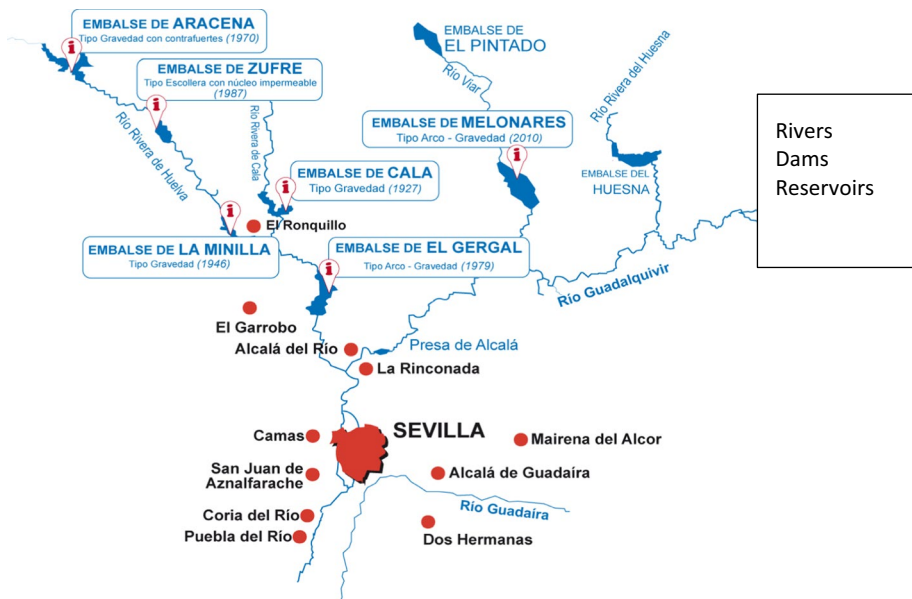 EMBALSE DE ARACENA
Tipo Gravedad con contrafuertes (1970)
EMBALSE DE
EL PINTADO
EMBALSE DE ZUFRE
Tipo Escollera con núcleo impermeable
(1987)
Río Viar
Río Rivera del Huesna
Río Rivera de Huelva
Río Rivera de Cala
EMBALSE DE MELONARES
Tipo Arco - Gravedad (2010)
Rivers
Dams
Reservoirs
EMBALSE DE CALA
Tipo Gravedad (1927)
EMBALSE DEL
HUESNA
El Ronquillo
EMBALSE DE LA MINILLA
Tipo Gravedad (1946)
EMBALSE DE EL GERGAL
Tipo Arco - Gravedad (1979)
Río Guadalquivir
El Garrobo
Alcalá del Río
Presa de Alcalá
La Rinconada
Camas
SEVILLA
Mairena del Alcor
San Juan de
Aznalfarache
Alcalá de Guadaíra
Río Guadaíra
Coria del Río
Puebla del Río
Dos Hermanas